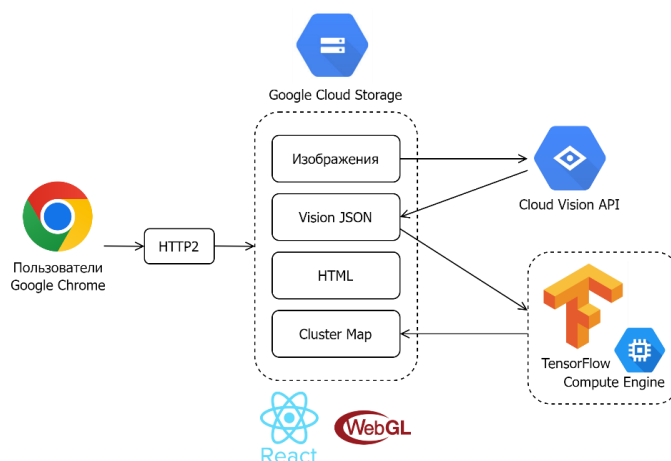 Google Cloud Storage
Изображения
Cloud Vision API
Vision JSON
Пользователи
Google Chrome
HTTP2
HTML
Cluster Map
TensorFlow
Compute Engine
React
WebGL